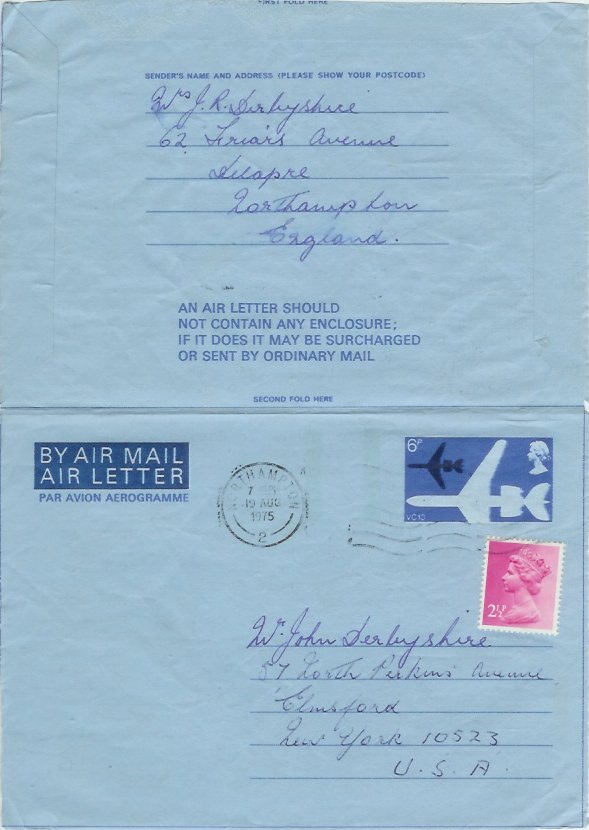 FIRST FOLD HERE
SENDER'S NAME AND ADDRESS (PLEASE SHOW YOUR POSTCODE)
Mrs J. R. Derbyshire
62 Friars Avenue
Delapre
Northampton
England.
AN AIR LETTER SHOULD
NOT CONTAIN ANY ENCLOSURE;
IF IT DOES IT MAY BE SURCHARGED
OR SENT BY ORDINARY MAIL
SECOND FOLD HERE
BY AIR MAIL
AIR LETTER
PAR AVION AEROGRAMME
NORTHAMPTON
7 PM
19 AUG
1975
2
6P
VC10
2½P
Mr John Derbyshire
57 North Perkins Avenue
Elmsford
New York 10523
U. S. A.